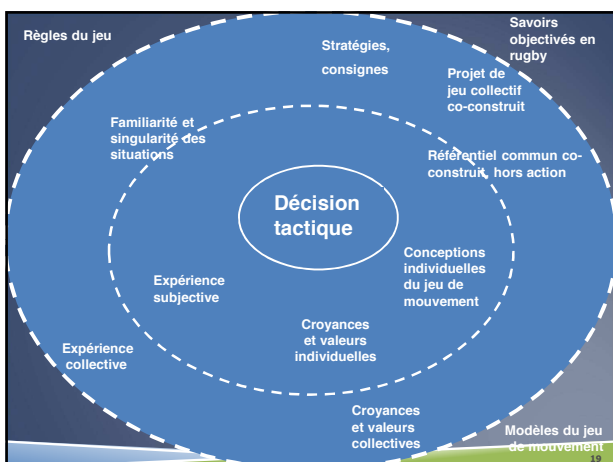 Règles du jeu
Savoirs
objectivés en
rugby
Stratégies,
consignes
Projet de
jeu collectif
co-construit
Familiarité et
singularité des
situations
Référentiel commun co-
construit, hors action
Décision
tactique
Conceptions
individuelles
du jeu de
mouvement
Expérience
subjective
Croyances
et valeurs
individuelles
Expérience
collective
Croyances
et valeurs
collectives
Modèles du jeu
de mouvement
19